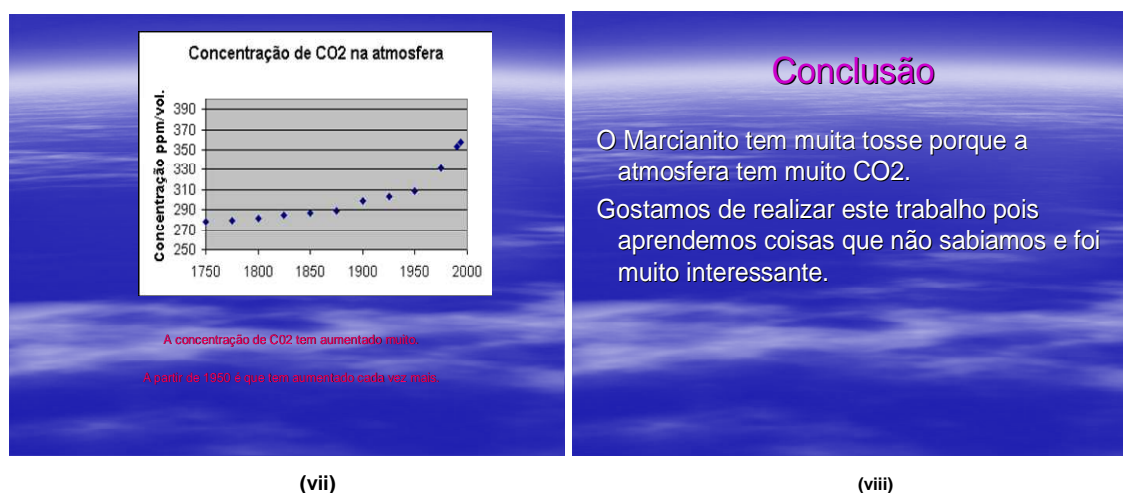 Concentração de CO2 na atmosfera
Concentração ppm/vol.
390
370
350
330
310
290
270
250
1750 1800 1850 1900 1950 2000
A concentração de C02 tem aumentado muito.
A partir de 1950 é que tem aumentado cada vez mais.
(vii)
Conclusão
O Marcianito tem muita tosse porque a
atmosfera tem muito CO2.
Gostamos de realizar este trabalho pois
aprendemos coisas que não sabiamos e foi
muito interessante.
(viii)